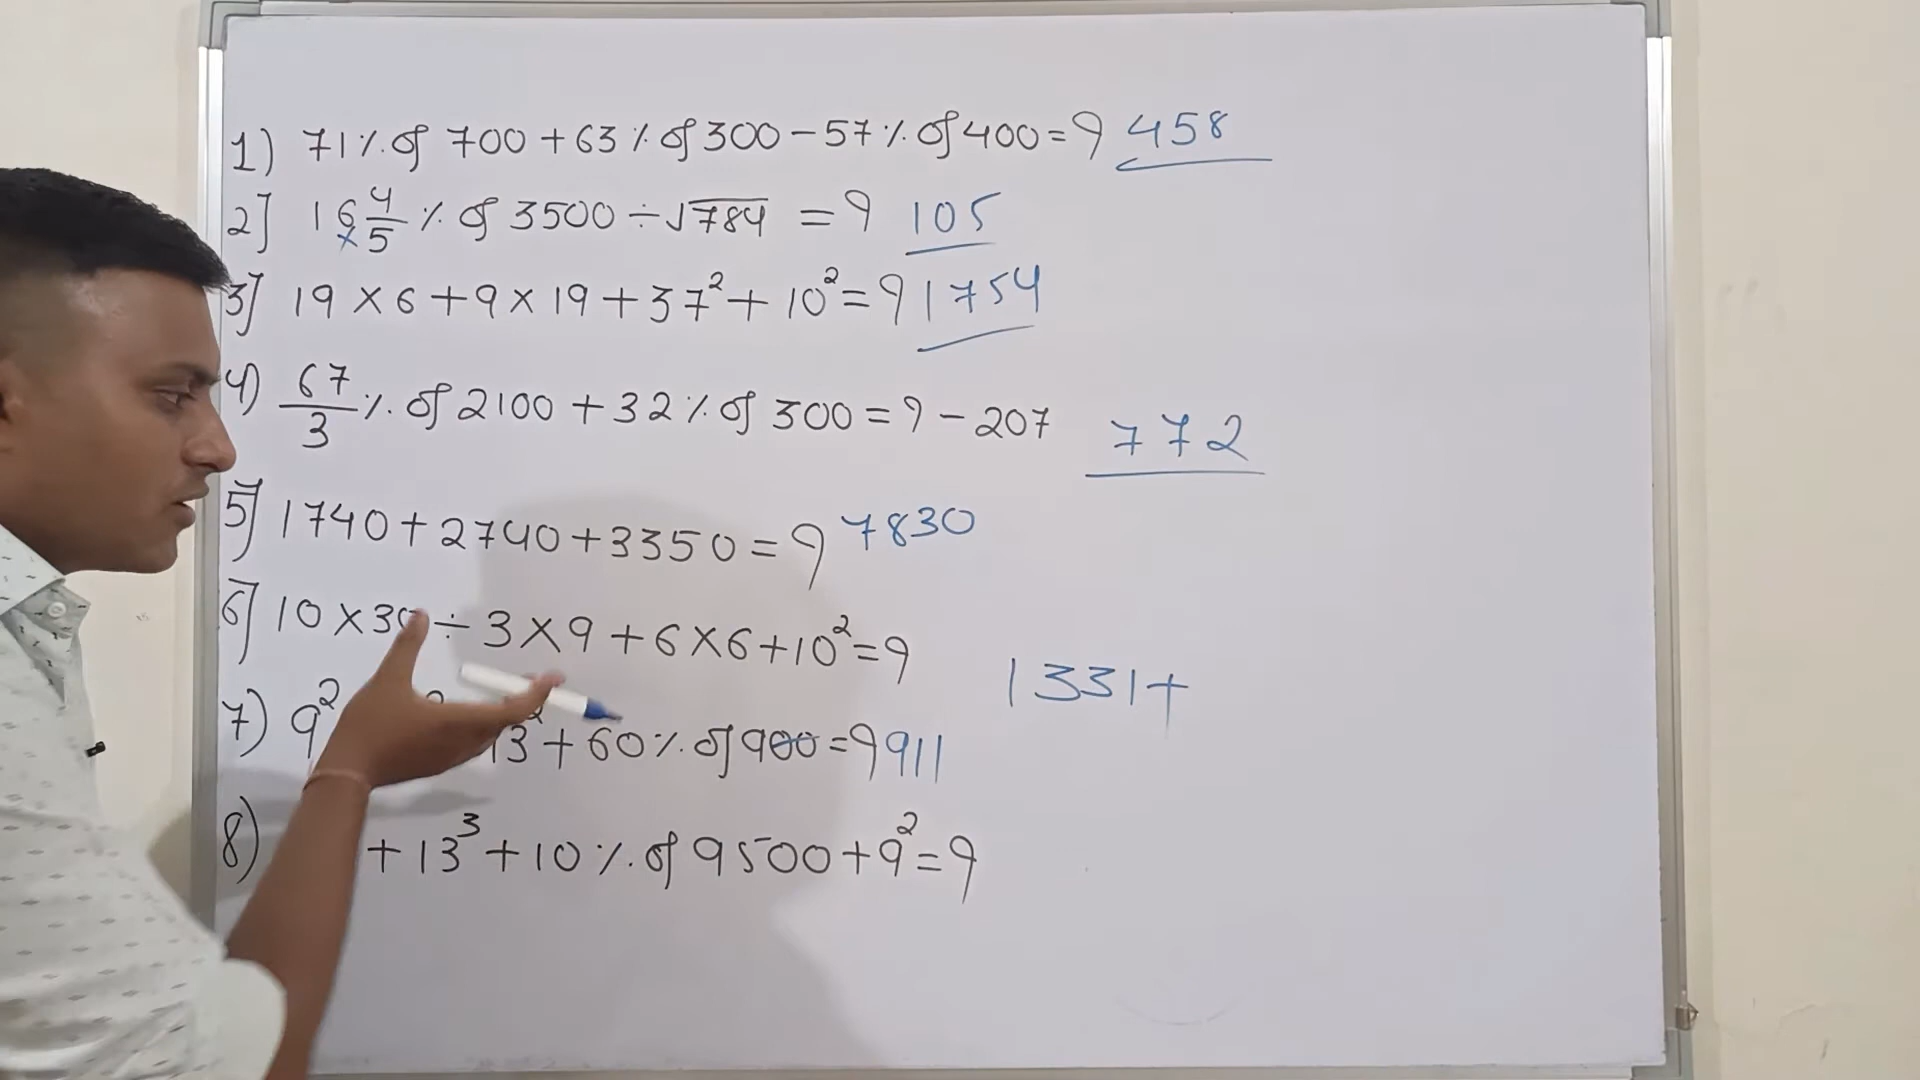 1) 71% of 700 + 63% of 300 - 57% of 400 = ? 458
2] 16 4/5 % of 3500 ÷ √784 = ? 105
3] 19 × 6 + 9 × 19 + 37² + 10² = ? 1754
4) 67/3 % of 2100 + 32% of 300 = ? - 207 772
5] 1740 + 2740 + 3350 = ? 7830
6] 10 × 30 ÷ 3 × 9 + 6 × 6 + 10² = ?
1331 +
7) 9² 13² + 60% of 900 = ? 911
8) + 13³ + 10% of 9500 + 9² = ?